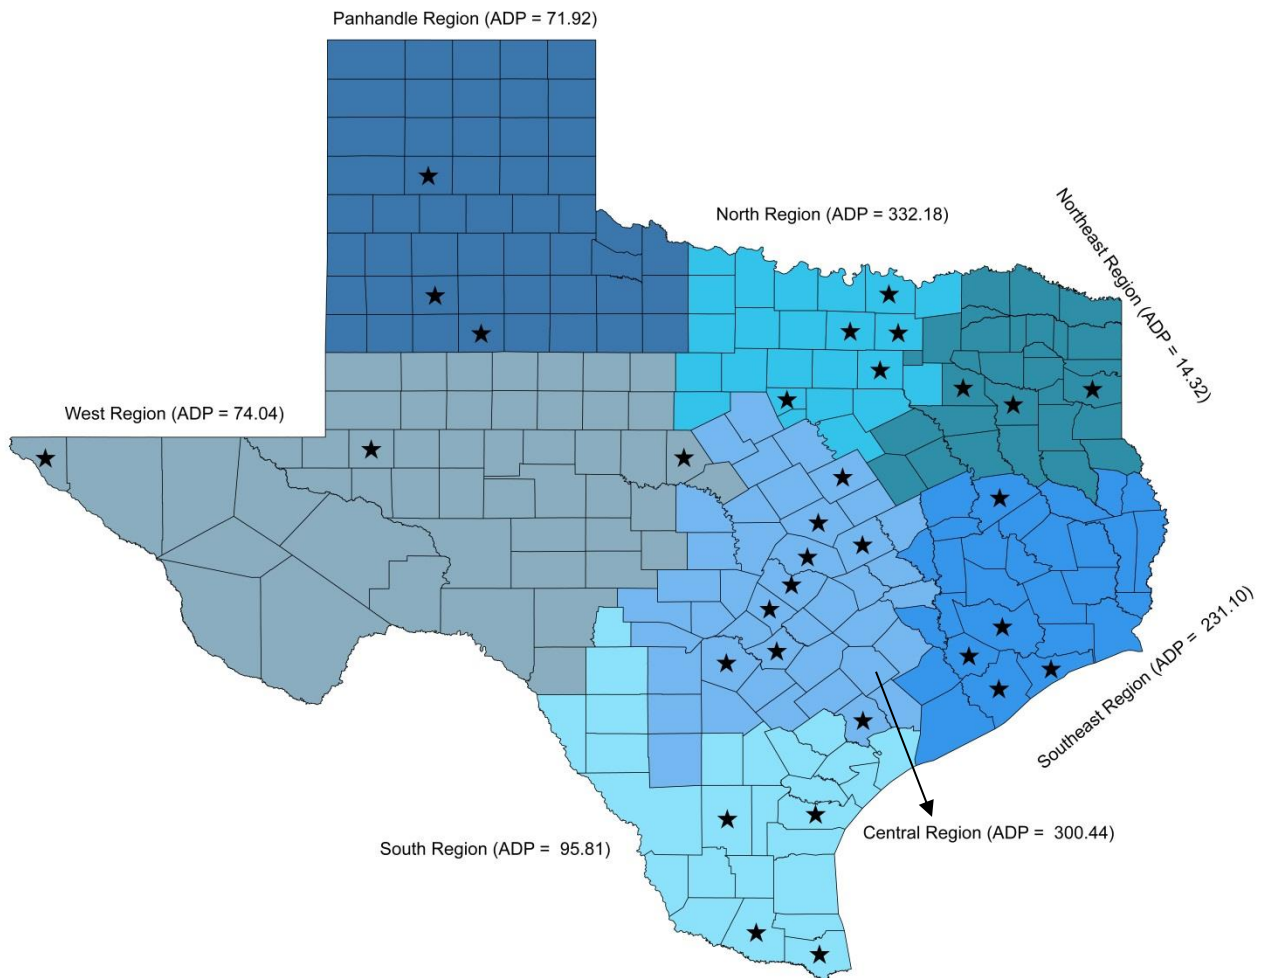 Panhandle Region (ADP = 71.92)
North Region (ADP = 332.18)
Northeast Region (ADP = 14.32)
West Region (ADP = 74.04)
Southeast Region (ADP =  231.10)
Central Region (ADP =  300.44)
South Region (ADP =  95.81)